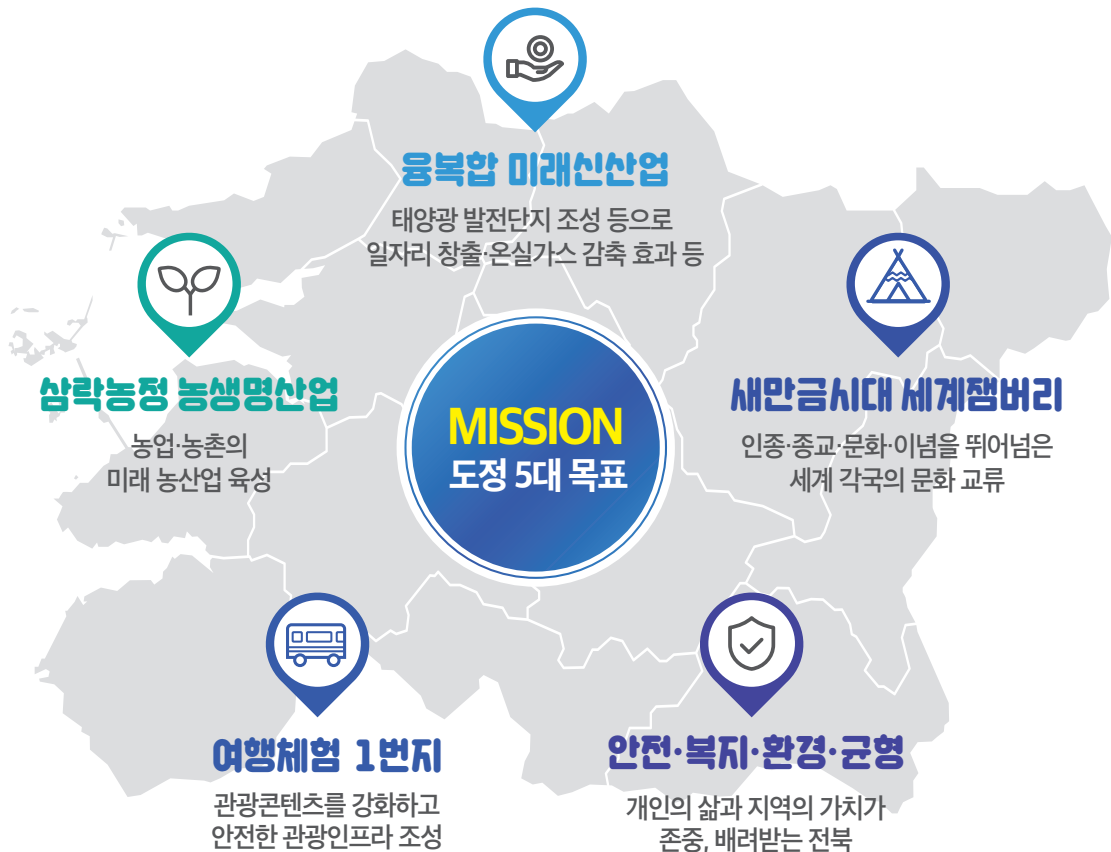 융복합 미래신산업
태양광 발전단지 조성 등으로
일자리 창출·온실가스 감축 효과 등
삼락농정 농생명산업
농업·농촌의
미래 농산업 육성
MISSION
도정 5대 목표
새만금시대 세계잼버리
인종·종교·문화·이념을 뛰어넘은
세계 각국의 문화 교류
여행체험 1번지
관광콘텐츠를 강화하고
안전한 관광인프라 조성
안전·복지·환경·균형
개인의 삶과 지역의 가치가
존중, 배려받는 전북